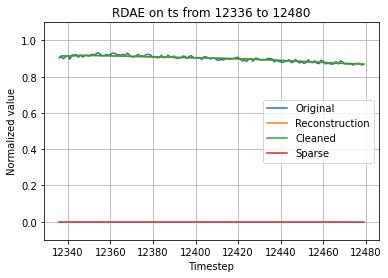 RDAE on ts from 12336 to 12480
1.0
0.8
0.6
0.4
0.2
0.0
Normalized value
Original
Reconstruction
Cleaned
Sparse
12340 12360 12380 12400 12420 12440 12460 12480
Timestep